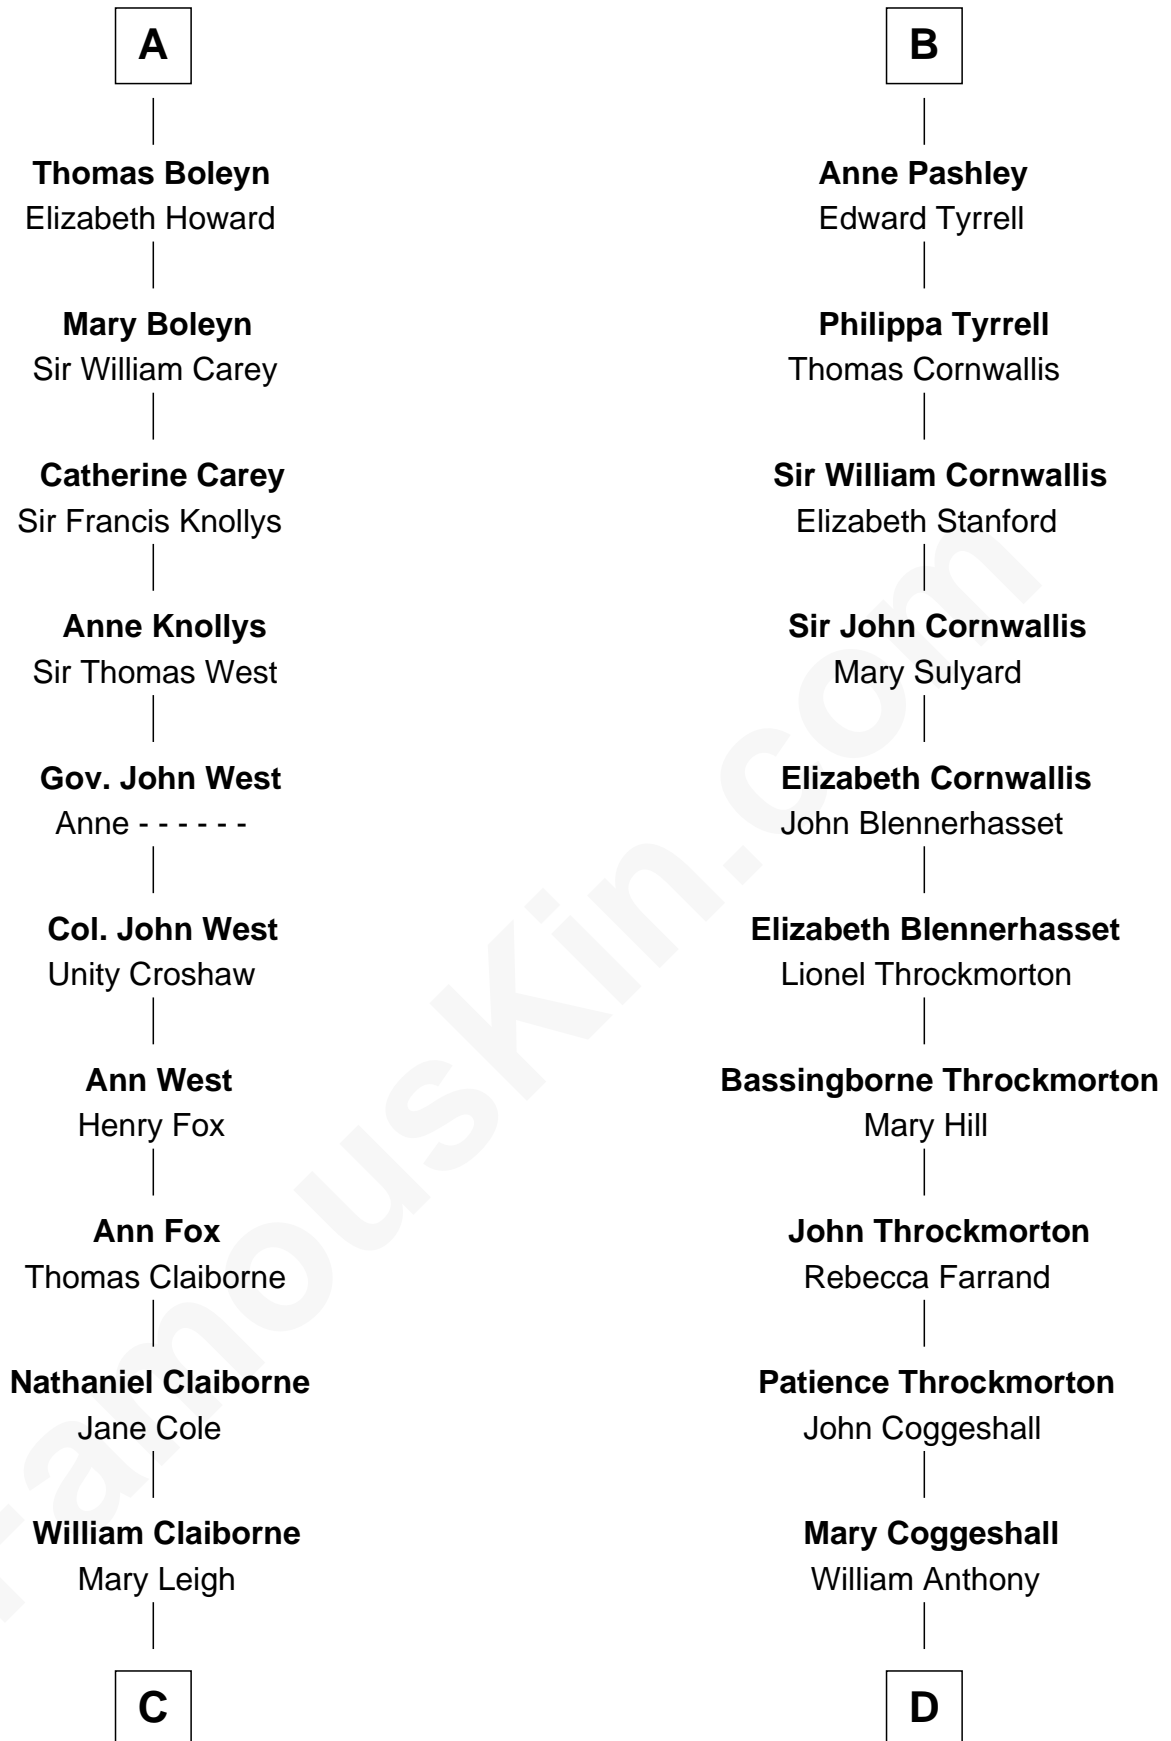 A
Thomas Boleyn
Elizabeth Howard
Mary Boleyn
Sir William Carey
Catherine Carey
Sir Francis Knollys
Anne Knollys
Sir Thomas West
Gov. John West
Anne - - - - - -
Col. John West
Unity Croshaw
Ann West
Henry Fox
Ann Fox
Thomas Claiborne
Nathaniel Claiborne
Jane Cole
William Claiborne
Mary Leigh
C
B
Anne Pashley
Edward Tyrrell
Philippa Tyrrell
Thomas Cornwallis
Sir William Cornwallis
Elizabeth Stanford
Sir John Cornwallis
Mary Sulyard
Elizabeth Cornwallis
John Blennerhasset
Elizabeth Blennerhasset
Lionel Throckmorton
Bassingborne Throckmorton
Mary Hill
John Throckmorton
Rebecca Farrand
Patience Throckmorton
John Coggeshall
Mary Coggeshall
William Anthony
D
FamousKin.com